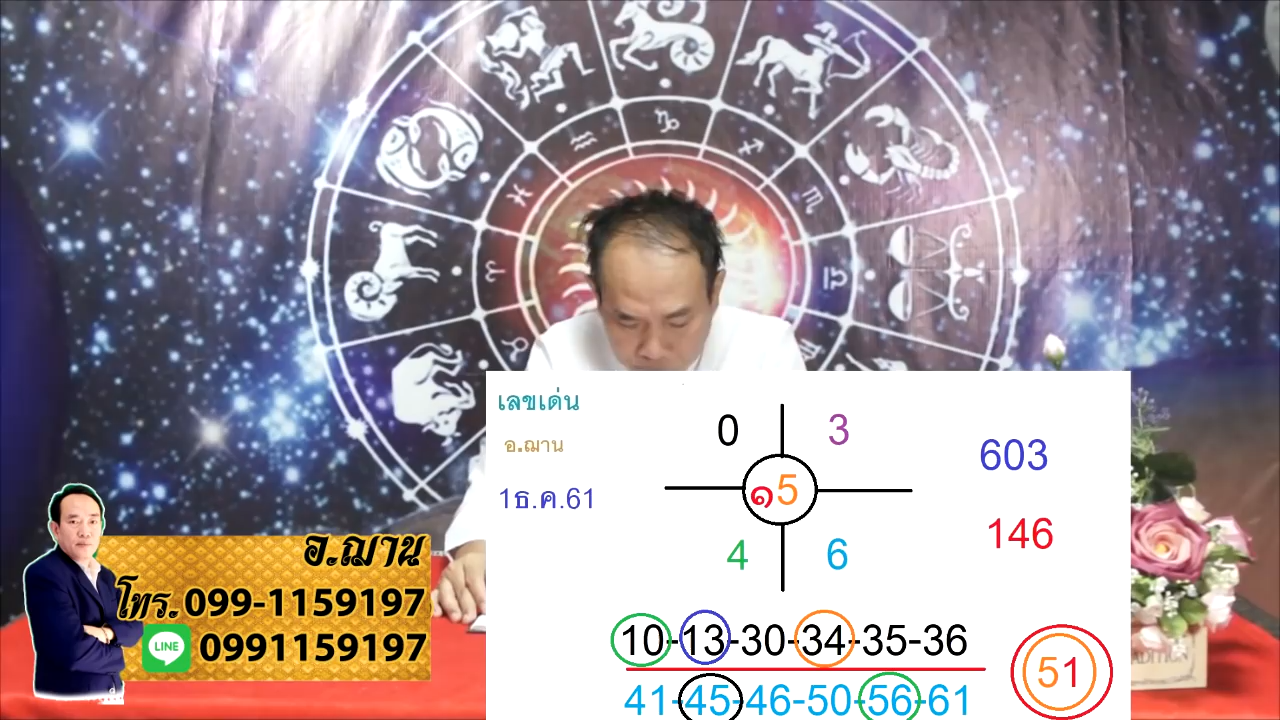 เลขเด่น
อ.ฌาน
1ธ.ค.61
0 3
๑5
4 6
603
146
10-13-30-34-35-36
41-45-46-50-56-61
51
อ.ฌาน
โทร. 099-1159197
LINE 0991159197